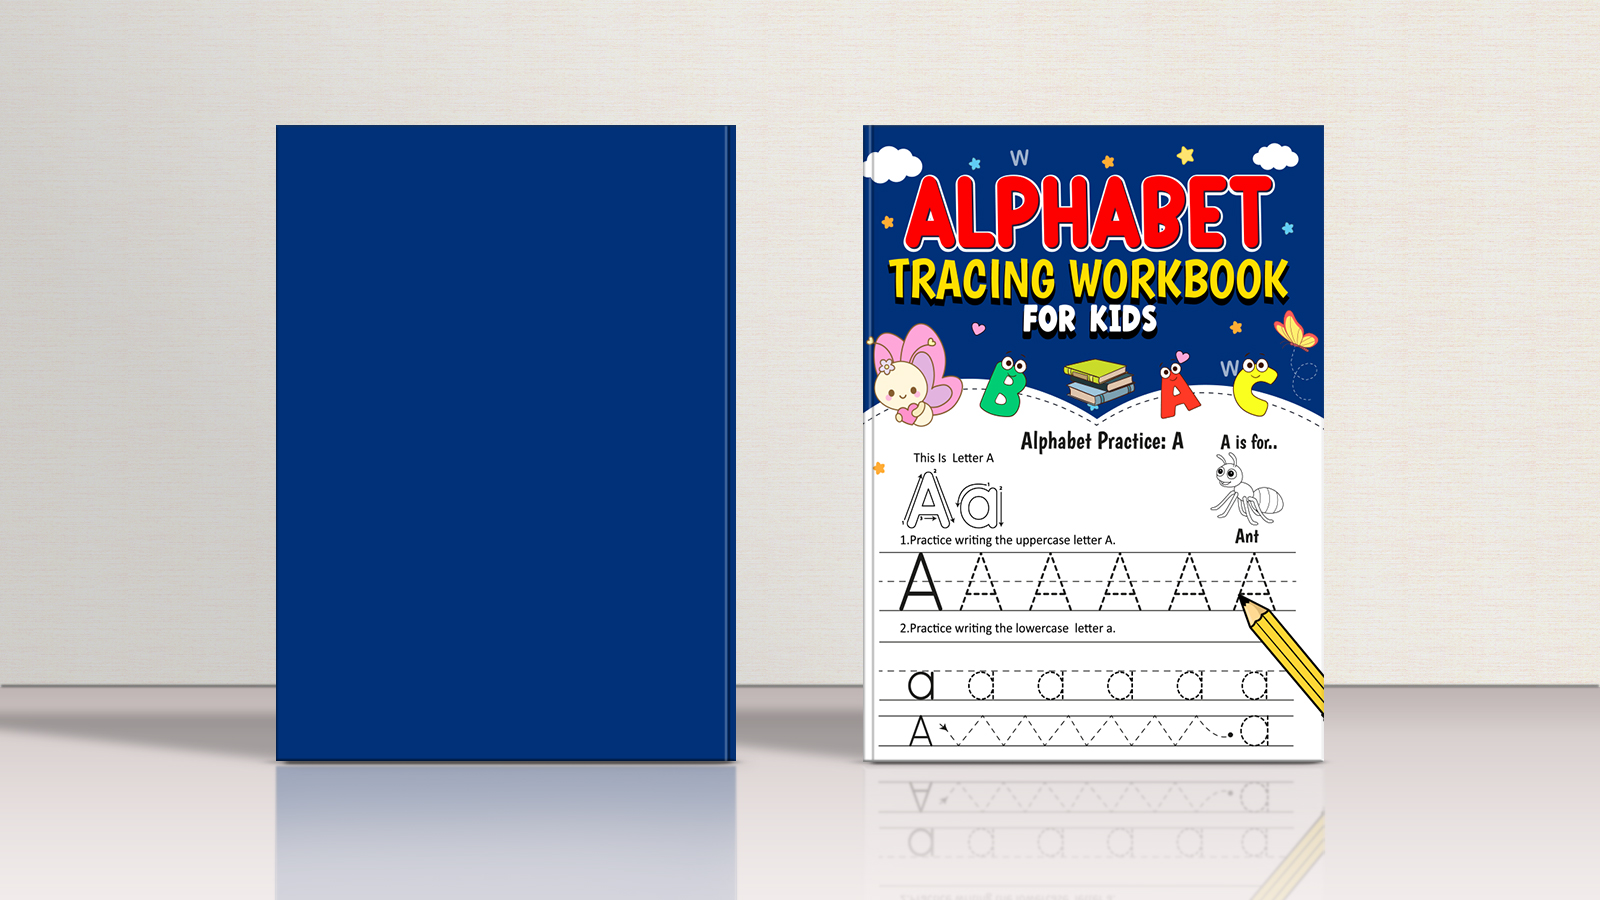 W
ALPHABET
TRACING WORKBOOK
FOR KIDS
B A W C
Alphabet Practice: A
A is for..
This Is Letter A
Aa
Ant
1.Practice writing the uppercase letter A.
A A A A A A
2.Practice writing the lowercase letter a.
a a a a a a
A a